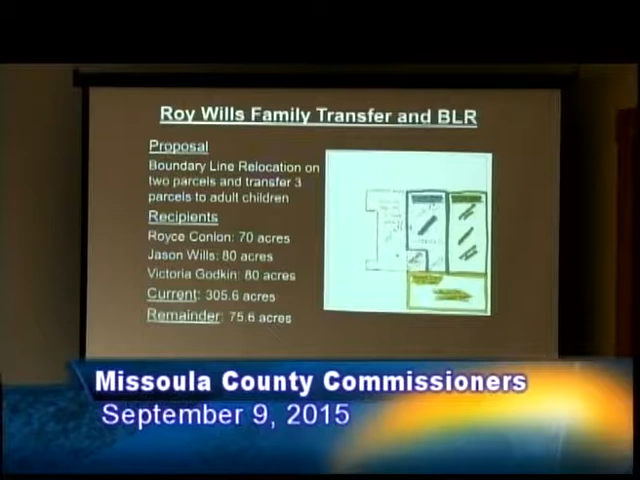 Roy Wills Family Transfer and BLR
Proposal
Boundary Line Relocation on
two parcels and transfer 3
parcels to adult children
Recipients
Royce Conlon: 70 acres
Jason Wills: 80 acres
Victoria Godkin: 80 acres
Current: 305.6 acres
Remainder: 75.6 acres
Missoula County Commissioners
September 9, 2015